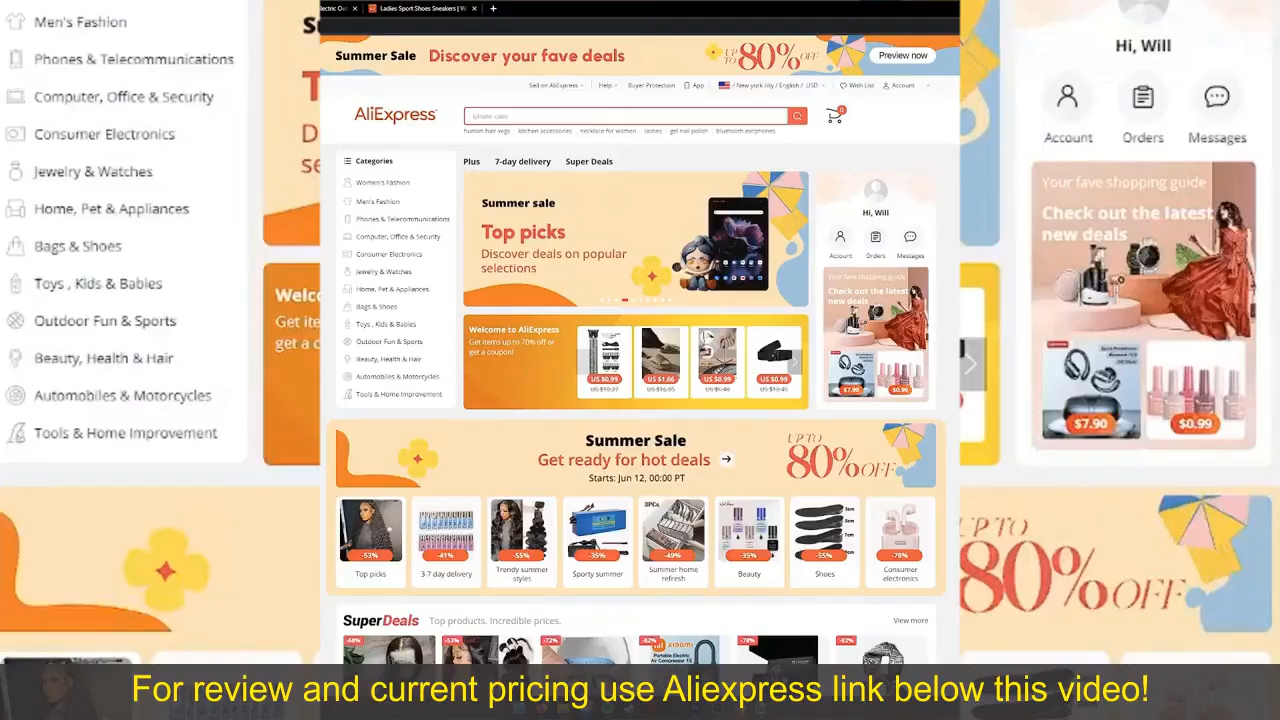 Ladies Sport Shoes Sneakers | W
Summer Sale Discover your fave deals UP TO 80% OFF Preview now
Sell on AliExpress Help Buyer Protection App / New york city / English / USD Wish List Account
AliExpress
iphone case
0
human hair wigs kitchen accessories necklace for women lashes gel nail polish bluetooth earphones
Categories
Plus 7-day delivery Super Deals
Women's Fashion
Men's Fashion
Phones & Telecommunications
Computer, Office & Security
Consumer Electronics
Jewelry & Watches
Home, Pet & Appliances
Bags & Shoes
Toys , Kids & Babies
Outdoor Fun & Sports
Beauty, Health & Hair
Automobiles & Motorcycles
Tools & Home Improvement
Summer sale
Top picks
Discover deals on popular
selections
Welcome to AliExpress
Get items up to 70% off or
get a coupon!
US $0.99 US $1.66 US $0.99 US $0.99
Hi, Will
Account Orders Messages
Your fave shopping guide
Check out the latest
new deals
$7.90 $0.99
Summer Sale
Get ready for hot deals
Starts: Jun 12, 00:00 PT
UP TO
80% OFF
3PCs
-53% -41% -55% -35% -49% -35% -55% -78%
Top picks
3-7 day delivery
Trendy summer
styles
Sporty summer
Summer home
refresh
Beauty
Shoes
Consumer
electronics
SuperDeals Top products. Incredible prices. View more
-68% -53% -72% -62% -78% -82%
XIAOMI
Portable Electric
Air Compressor 1S
Men's Fashion
Phones & Telecommunications
Computer, Office & Security
Consumer Electronics
Jewelry & Watches
Home, Pet & Appliances
Bags & Shoes
Toys , Kids & Babies
Outdoor Fun & Sports
Beauty, Health & Hair
Automobiles & Motorcycles
Tools & Home Improvement
Hi, Will
Account Orders Messages
Your fave shopping guide
Check out the latest
new deals
$7.90 $0.99
UP TO
80% OFF
For review and current pricing use Aliexpress link below this video!